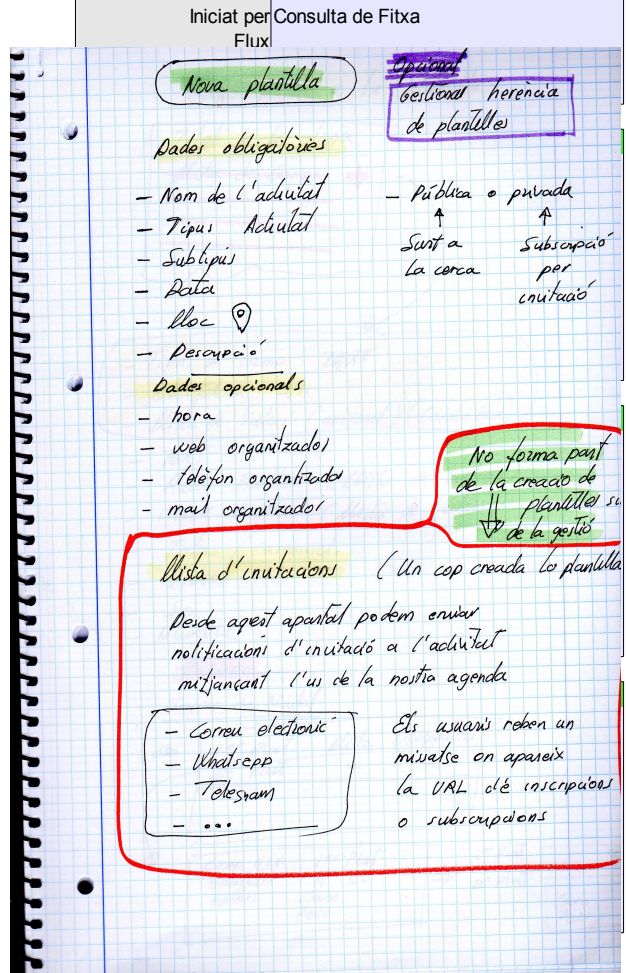 Iniciat per Consulta de Fitxa
Flux
Nova plantilla
Opcional
Gestionar herència
de plantilles
Dades obligatòries
- Nom de l'activitat
- Tipus Activitat
- Subtipus
- Data
- lloc
- Descripció
- Pública o privada
Surt a
la cerca
Subscripció
per
invitació
Dades opcionals
- hora
- web organitzador
- telèfon organitzador
- mail organitzador
No forma part
de la creació de
plantilles
de la gestió
Llista d'invitacions (Un cop creada la plantilla
Desde aquest apartat podem enviar
notificacions d'invitació a l'activitat
mitjançant l'us de la nostra agenda
- Correu electronic
- Whatsapp
- Telegram
- ...
Els usuaris reben un
missatge on apareix
la URL d'inscripcions
o subscripcions